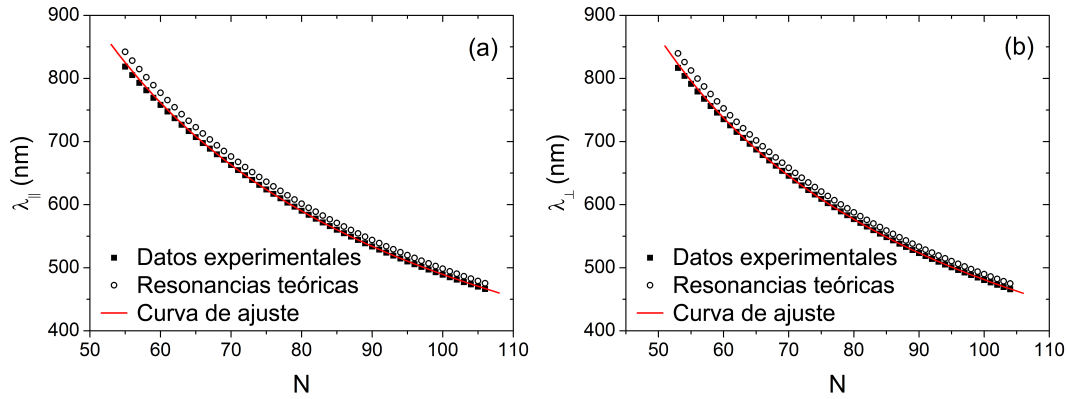 900
800
700
600
500
400
(a)
λ∥ (nm)
Datos experimentales
Resonancias teóricas
Curva de ajuste
50 60 70 80 90 100 110
N
900
800
700
600
500
400
(b)
λ⊥ (nm)
Datos experimentales
Resonancias teóricas
Curva de ajuste
50 60 70 80 90 100 110
N